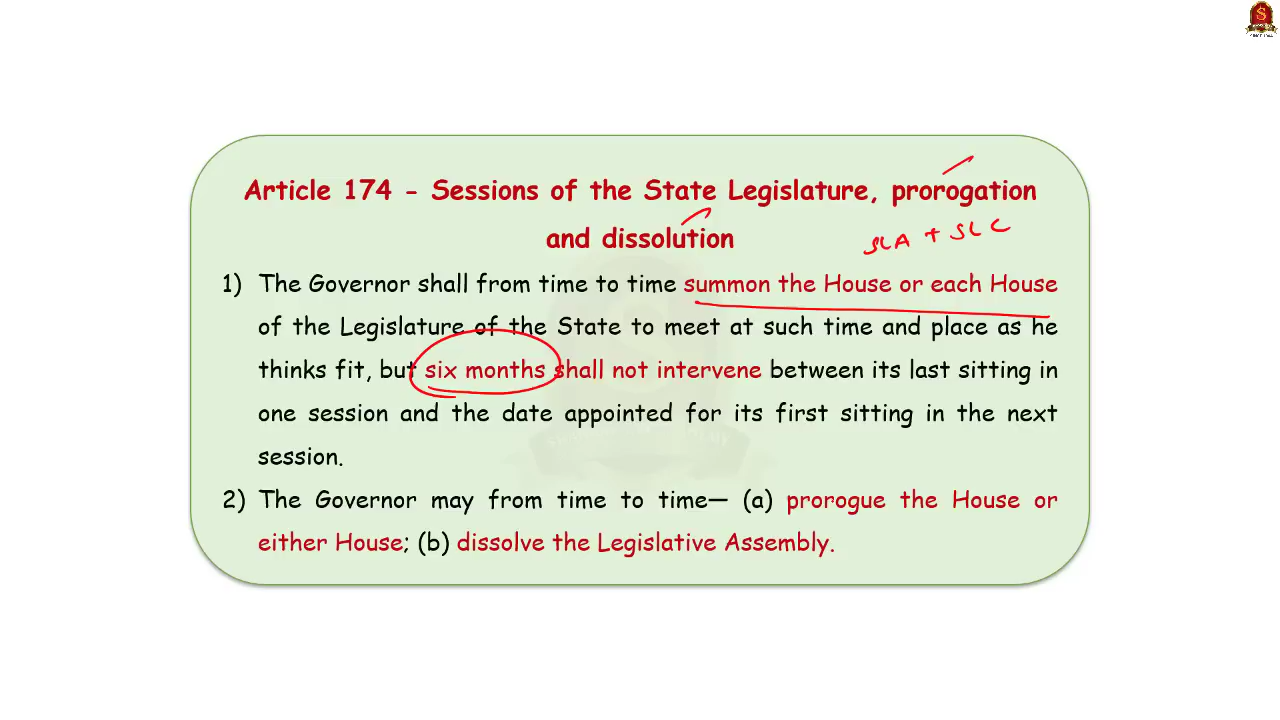 Article 174 - Sessions of the State Legislature, prorogation
and dissolution
SLA + SLC
1) The Governor shall from time to time summon the House or each House
of the Legislature of the State to meet at such time and place as he
thinks fit, but six months shall not intervene between its last sitting in
one session and the date appointed for its first sitting in the next
session.
2) The Governor may from time to time— (a) prorogue the House or
either House; (b) dissolve the Legislative Assembly.